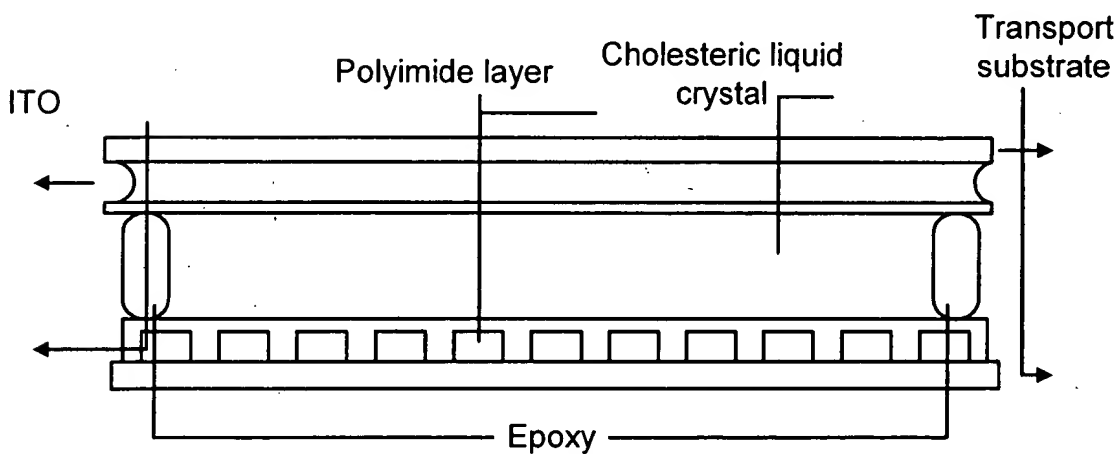 Transport
substrate
Cholesteric liquid
crystal
Polyimide layer
ITO
Epoxy